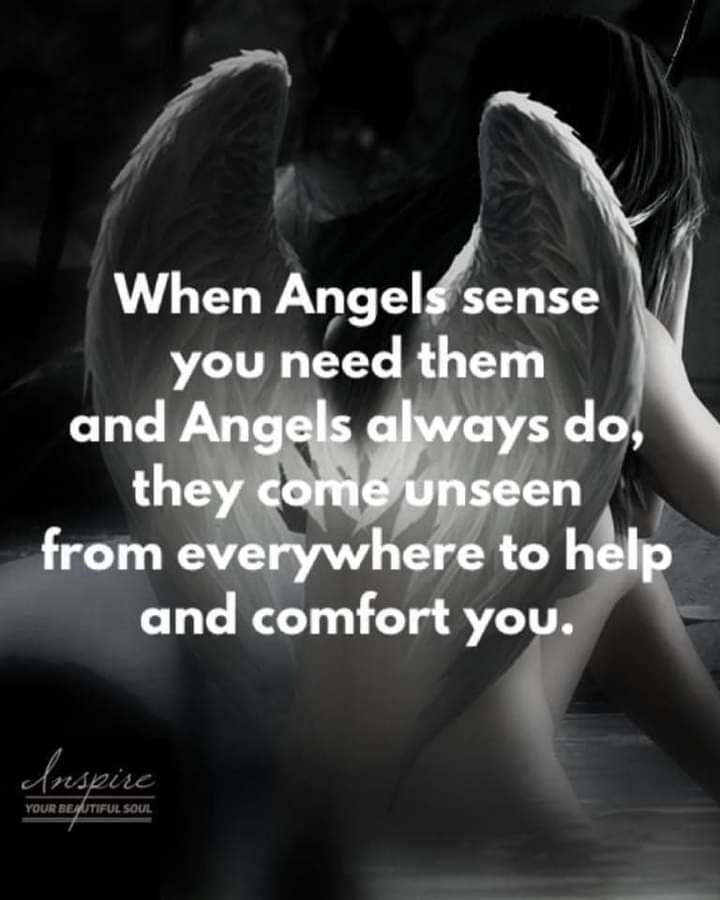 When Angels sense
you need them
and Angels always do,
they come unseen
from everywhere to help
and comfort you.
Inspire
YOUR BEAUTIFUL SOUL